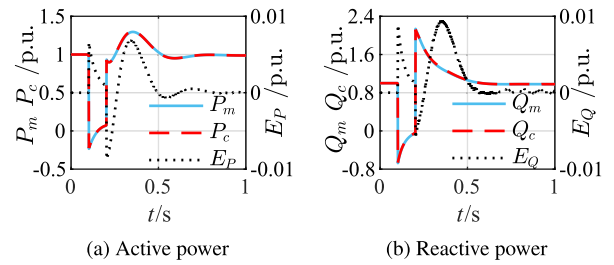 1.5
1
0.5
0
-0.5
P_m P_c /p.u.
0.01
0
-0.01
E_P /p.u.
P_m
P_c
E_P
0 0.5 1
t/s
(a) Active power
2.4
1.6
0.8
0
-0.8
Q_m Q_c /p.u.
0.01
0
-0.01
E_Q /p.u.
Q_m
Q_c
E_Q
0 0.5 1
t/s
(b) Reactive power